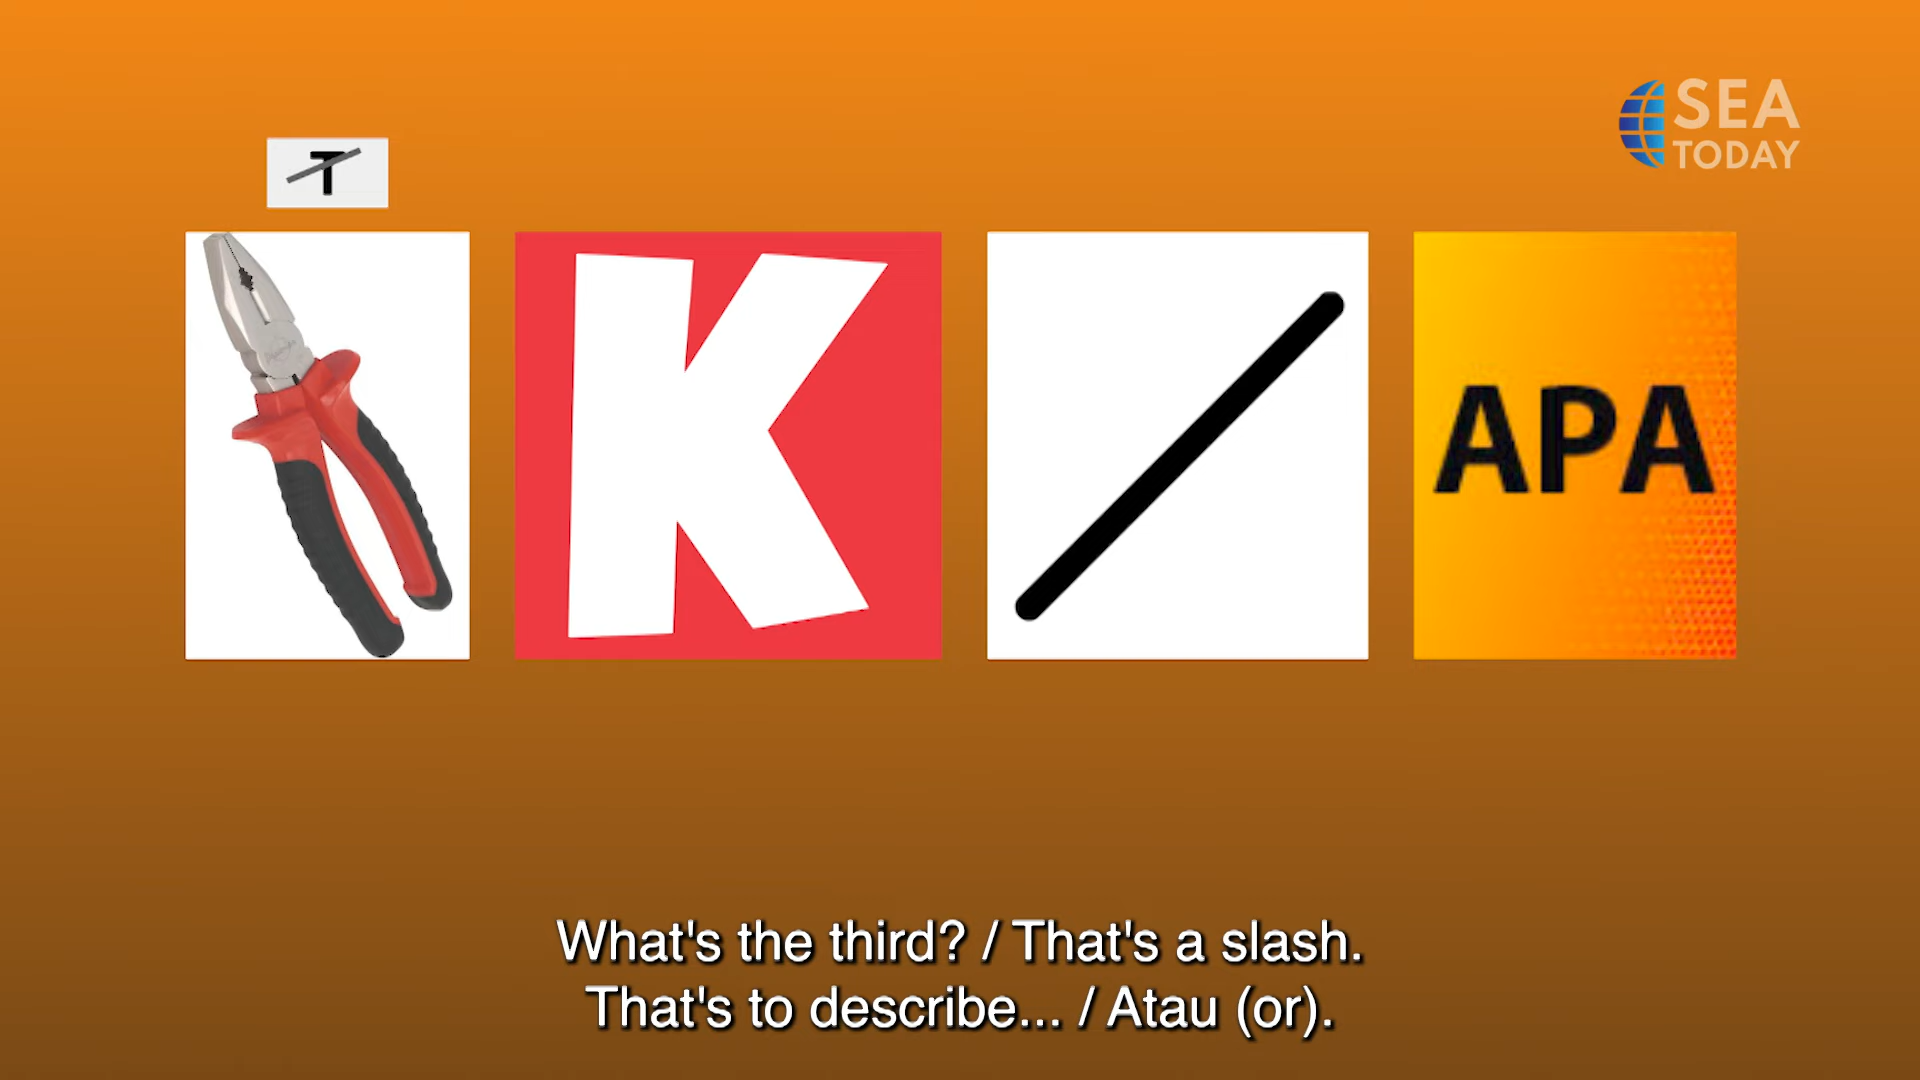 SEA
TODAY
T
K
APA
What's the third? / That's a slash.
That's to describe... / Atau (or).